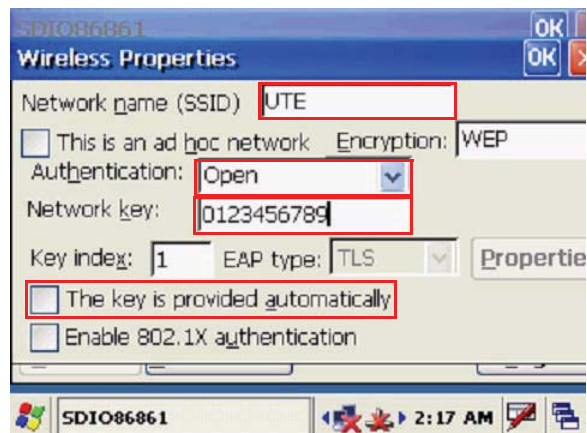 SDIO86861 OK
Wireless Properties OK
Network name (SSID) UTE
This is an ad hoc network Encryption: WEP
Authentication: Open
Network key: 0123456789
Key index: 1 EAP type: TLS Propertie
The key is provided automatically
Enable 802.1X authentication
SDIO86861 2:17 AM